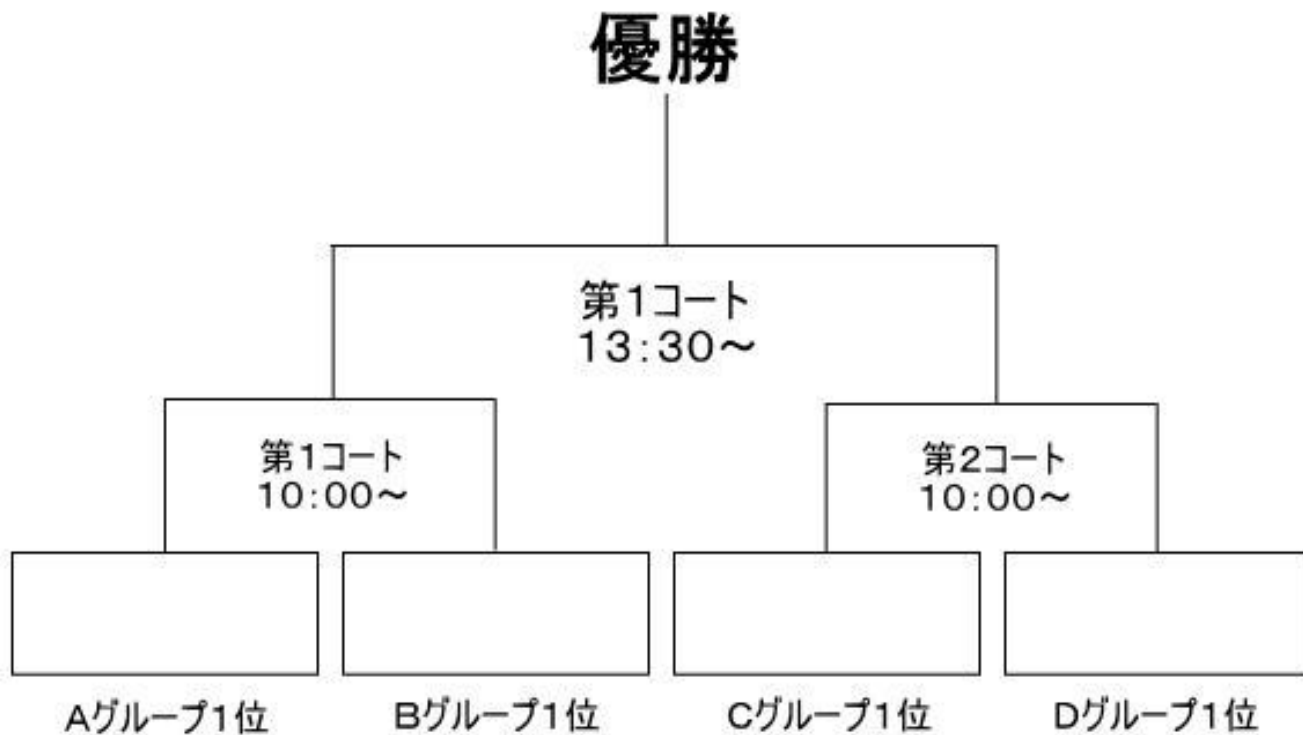 優勝
第1コート
13:30～
第1コート
10:00～
第2コート
10:00～
Aグループ1位
Bグループ1位
Cグループ1位
Dグループ1位